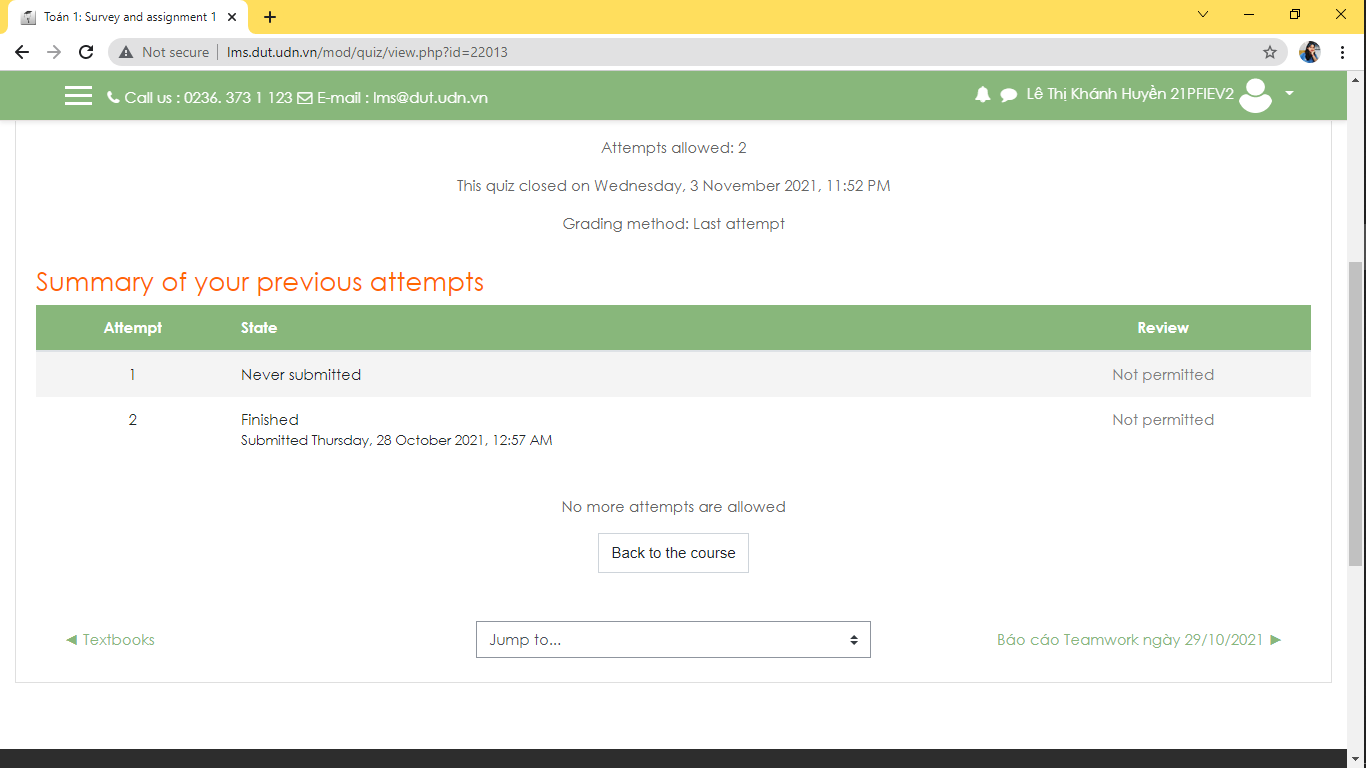 Toán 1: Survey and assignment 1
Not secure lms.dut.udn.vn/mod/quiz/view.php?id=22013
Call us : 0236. 373 1 123 E-mail : lms@dut.udn.vn
Lê Thị Khánh Huyền 21PFIEV2
Attempts allowed: 2
This quiz closed on Wednesday, 3 November 2021, 11:52 PM
Grading method: Last attempt
Summary of your previous attempts
Attempt State Review
1 Never submitted Not permitted
2 Finished Not permitted
Submitted Thursday, 28 October 2021, 12:57 AM
No more attempts are allowed
Back to the course
◄ Textbooks Jump to... Báo cáo Teamwork ngày 29/10/2021 ►